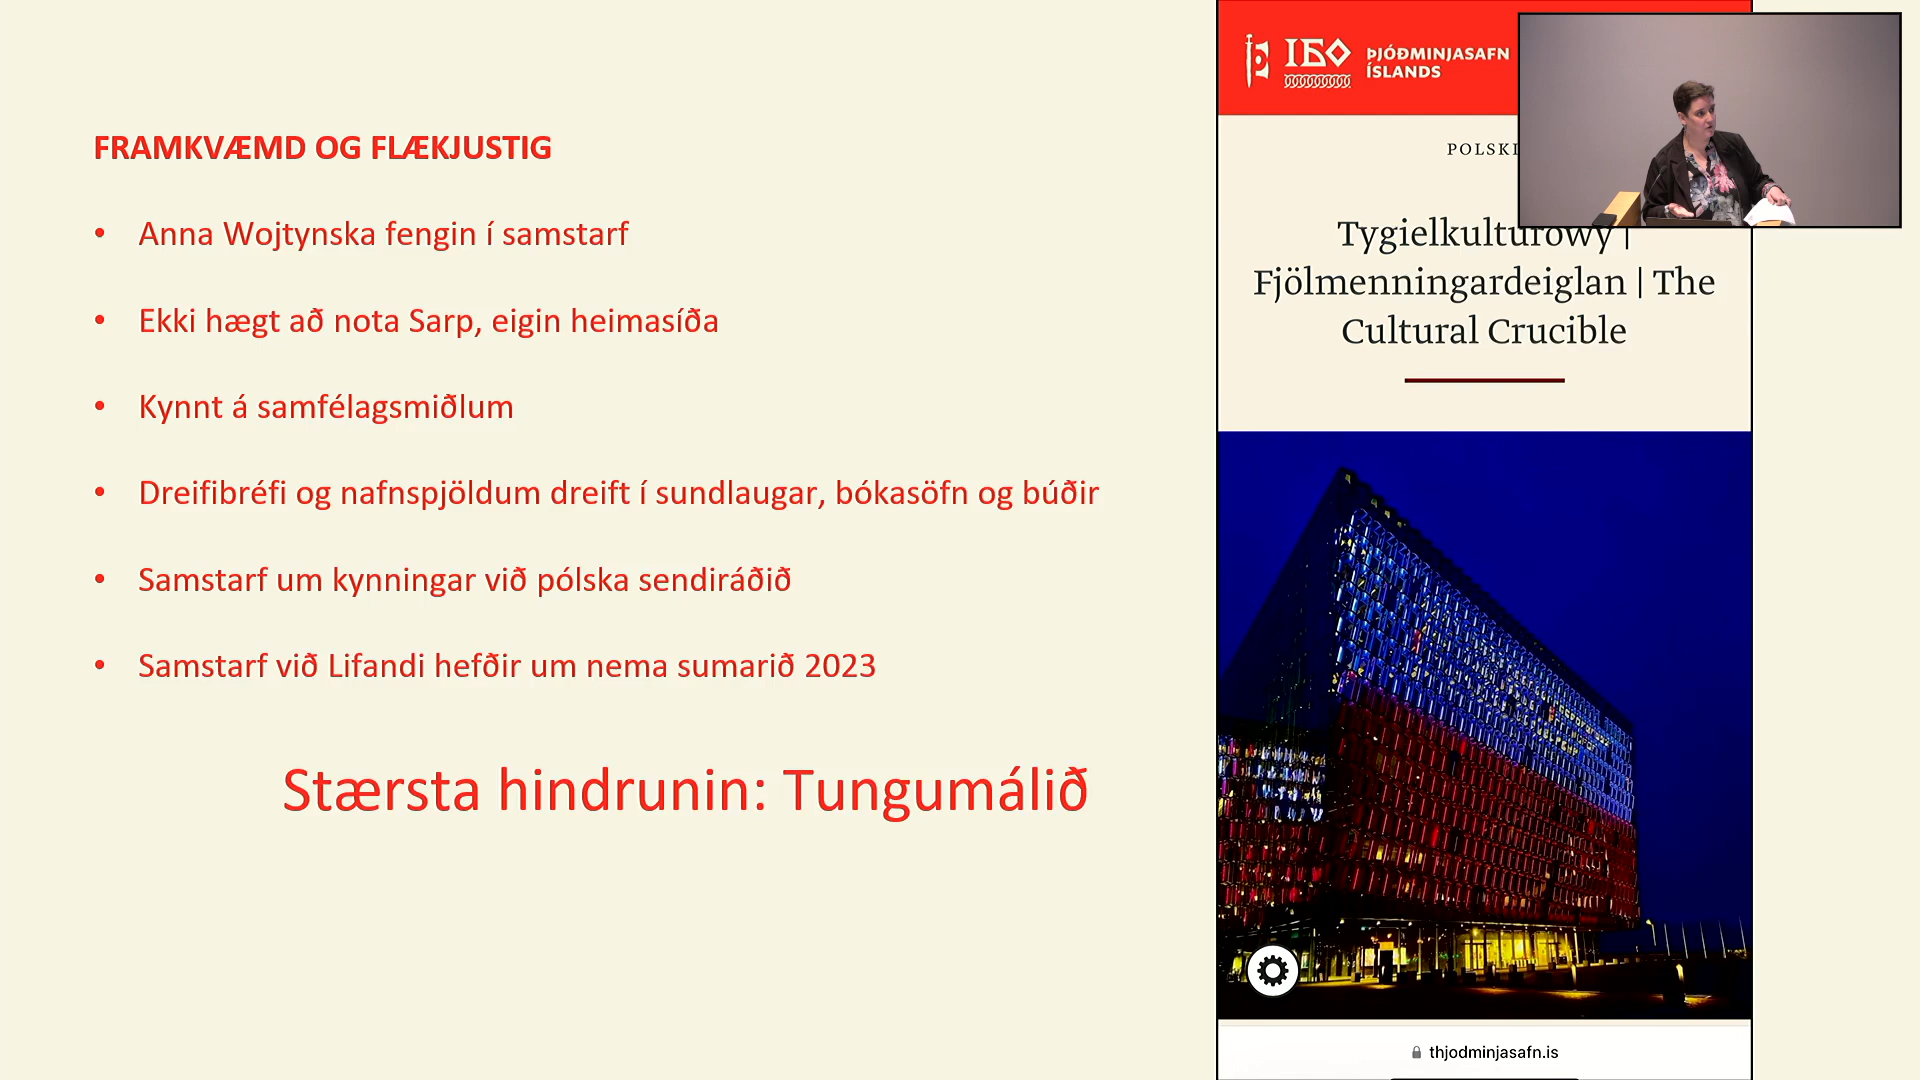 FRAMKVÆMD OG FLÆKJUSTIG
• Anna Wojtynska fengin í samstarf
• Ekki hægt að nota Sarp, eigin heimasíða
• Kynnt á samfélagsmiðlum
• Dreifibréfi og nafnspjöldum dreift í sundlaugar, bókasöfn og búðir
• Samstarf um kynningar við pólska sendiráðið
• Samstarf við Lifandi hefðir um nema sumarið 2023
Stærsta hindrunin: Tungumálið
ÞJÓÐMINJASAFN
ÍSLANDS
POLSKI
Tygielkulturowy |
Fjölmenningardeiglan | The
Cultural Crucible
thjodminjasafn.is